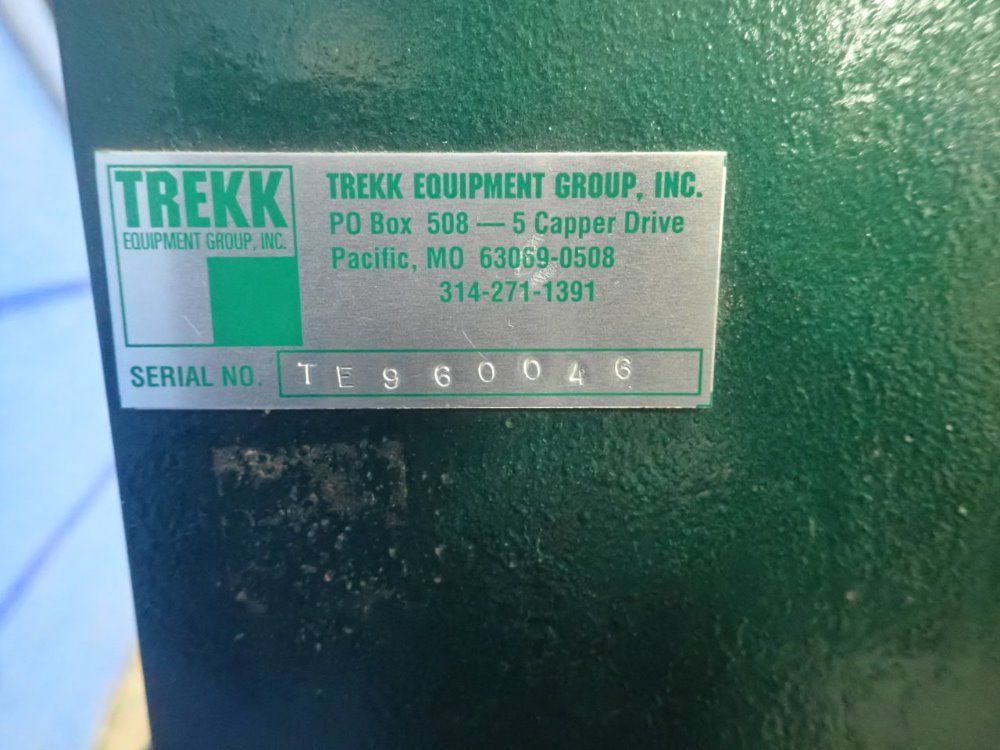 TREKK
EQUIPMENT GROUP, INC.
TREKK EQUIPMENT GROUP, INC.
PO Box 508 — 5 Capper Drive
Pacific, MO 63069-0508
314-271-1391
SERIAL NO. TE960046